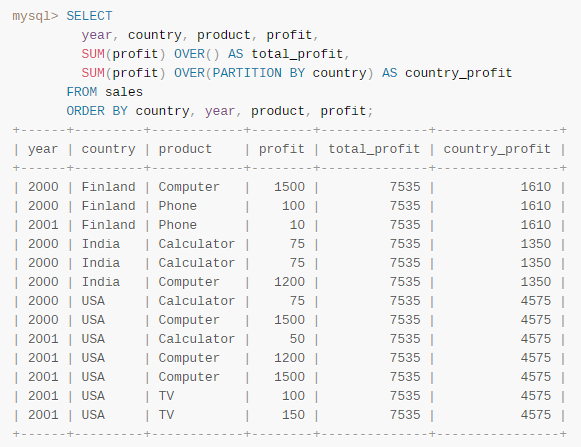 mysql> SELECT
         year, country, product, profit,
         SUM(profit) OVER() AS total_profit,
         SUM(profit) OVER(PARTITION BY country) AS country_profit
       FROM sales
       ORDER BY country, year, product, profit;
+------+---------+------------+--------+--------------+----------------+
| year | country | product    | profit | total_profit | country_profit |
+------+---------+------------+--------+--------------+----------------+
| 2000 | Finland | Computer   |   1500 |         7535 |           1610 |
| 2000 | Finland | Phone      |    100 |         7535 |           1610 |
| 2001 | Finland | Phone      |     10 |         7535 |           1610 |
| 2000 | India   | Calculator |     75 |         7535 |           1350 |
| 2000 | India   | Calculator |     75 |         7535 |           1350 |
| 2000 | India   | Computer   |   1200 |         7535 |           1350 |
| 2000 | USA     | Calculator |     75 |         7535 |           4575 |
| 2000 | USA     | Computer   |   1500 |         7535 |           4575 |
| 2001 | USA     | Calculator |     50 |         7535 |           4575 |
| 2001 | USA     | Computer   |   1200 |         7535 |           4575 |
| 2001 | USA     | Computer   |   1500 |         7535 |           4575 |
| 2001 | USA     | TV         |    100 |         7535 |           4575 |
| 2001 | USA     | TV         |    150 |         7535 |           4575 |
+------+---------+------------+--------+--------------+----------------+